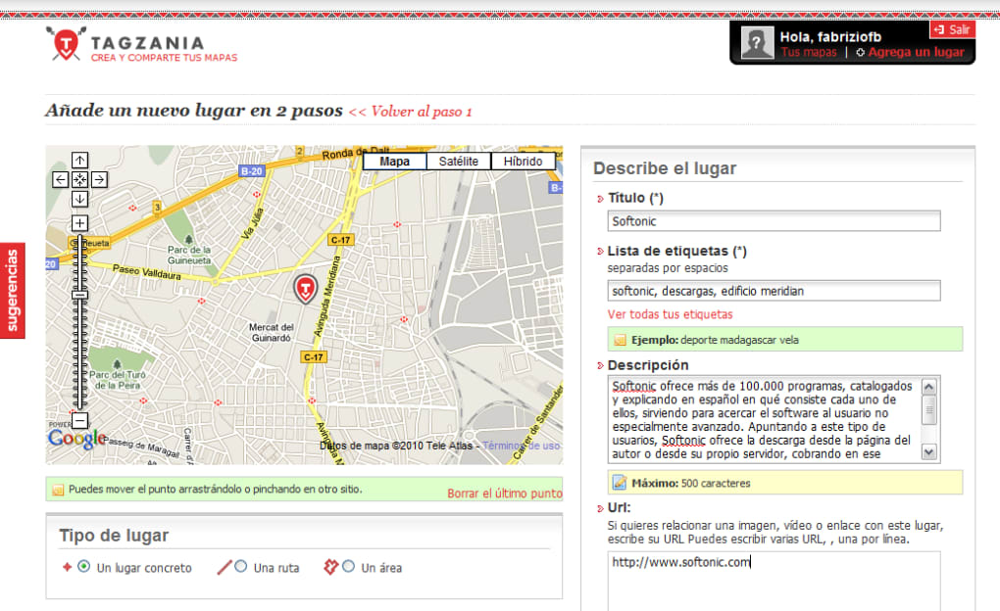 TAGZANIA
CREA Y COMPARTE TUS MAPAS
Hola, fabriziofb
Salir
Tus mapas | Agrega un lugar
Añade un nuevo lugar en 2 pasos << Volver al paso 1
sugerencias
Mapa
Satélite
Híbrido
Ronda de Dalt
2
B-20
3
Via Júlia
Parc de la
Guineueta
C-17
20
Paseo Valldaura
Avinguda Meridiana
Mercat del
Guinardó
C-17
Parc del Turó
de la Peira
POWERED
Google
Passeig de Maragall
Carrer de Santander
Datos de mapa ©2010 Tele Atlas - Términos de uso
Puedes mover el punto arrastrándolo o pinchando en otro sitio.
Borrar el último punto
Tipo de lugar
Un lugar concreto
Una ruta
Un área
Describe el lugar
Título (*)
Softonic
Lista de etiquetas (*)
separadas por espacios
softonic, descargas, edificio meridian
Ver todas tus etiquetas
Ejemplo: deporte madagascar vela
Descripción
Softonic ofrece más de 100.000 programas, catalogados
y explicando en español en qué consiste cada uno de
ellos, sirviendo para acercar el software al usuario no
especialmente avanzado. Apuntando a este tipo de
usuarios, Softonic ofrece la descarga desde la página del
autor o desde su propio servidor, cobrando en ese
Máximo: 500 caracteres
Url:
Si quieres relacionar una imagen, vídeo o enlace con este lugar,
escribe su URL Puedes escribir varias URL, , una por línea.
http://www.softonic.com